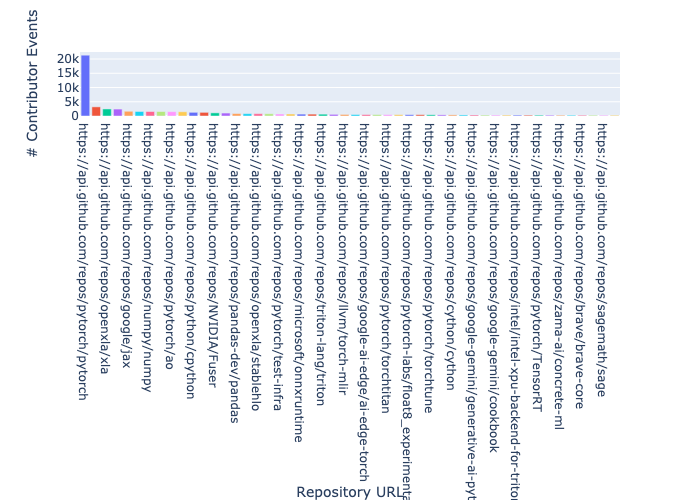 # Contributor Events
20k
15k
10k
5k
0
https://api.github.com/repos/pytorch/pytorch
https://api.github.com/repos/openxla/xla
https://api.github.com/repos/google/jax
https://api.github.com/repos/numpy/numpy
https://api.github.com/repos/pytorch/ao
https://api.github.com/repos/python/cpython
https://api.github.com/repos/NVIDIA/Fuser
https://api.github.com/repos/pandas-dev/pandas
https://api.github.com/repos/openxla/stablehlo
https://api.github.com/repos/pytorch/test-infra
https://api.github.com/repos/microsoft/onnxruntime
https://api.github.com/repos/triton-lang/triton
https://api.github.com/repos/llvm/torch-mlir
https://api.github.com/repos/google-ai-edge/ai-edge-torch
https://api.github.com/repos/pytorch/torchtitan
https://api.github.com/repos/pytorch-labs/float8_experimenta
https://api.github.com/repos/pytorch/torchtune
https://api.github.com/repos/cython/cython
https://api.github.com/repos/google-gemini/generative-ai-pyt
https://api.github.com/repos/google-gemini/cookbook
https://api.github.com/repos/intel/intel-xpu-backend-for-trito
https://api.github.com/repos/pytorch/TensorRT
https://api.github.com/repos/zama-ai/concrete-ml
https://api.github.com/repos/brave/brave-core
https://api.github.com/repos/sagemath/sage
Repository URL